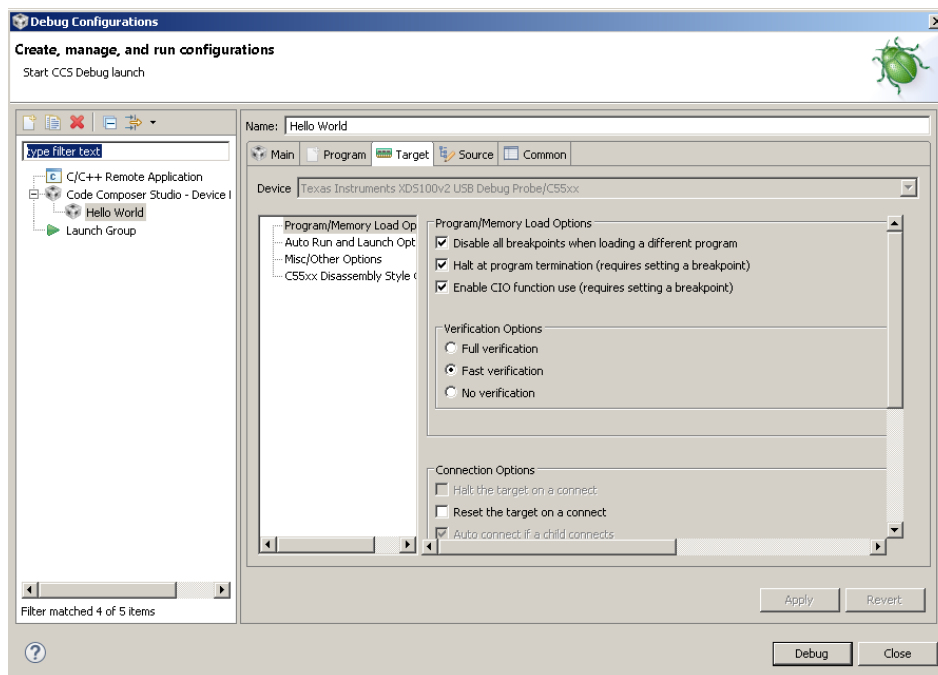 Debug Configurations
Create, manage, and run configurations
Start CCS Debug launch
type filter text
C/C++ Remote Application
Code Composer Studio - Device
Hello World
Launch Group
Filter matched 4 of 5 items
Name: Hello World
Main Program Target Source Common
Device Texas Instruments XDS100v2 USB Debug Probe/C55xx
Program/Memory Load Op
Auto Run and Launch Opt
Misc/Other Options
C55xx Disassembly Style
Program/Memory Load Options
Disable all breakpoints when loading a different program
Halt at program termination (requires setting a breakpoint)
Enable CIO function use (requires setting a breakpoint)
Verification Options
Full verification
Fast verification
No verification
Connection Options
Halt the target on a connect
Reset the target on a connect
Auto connect if a child connects
Apply Revert
Debug Close